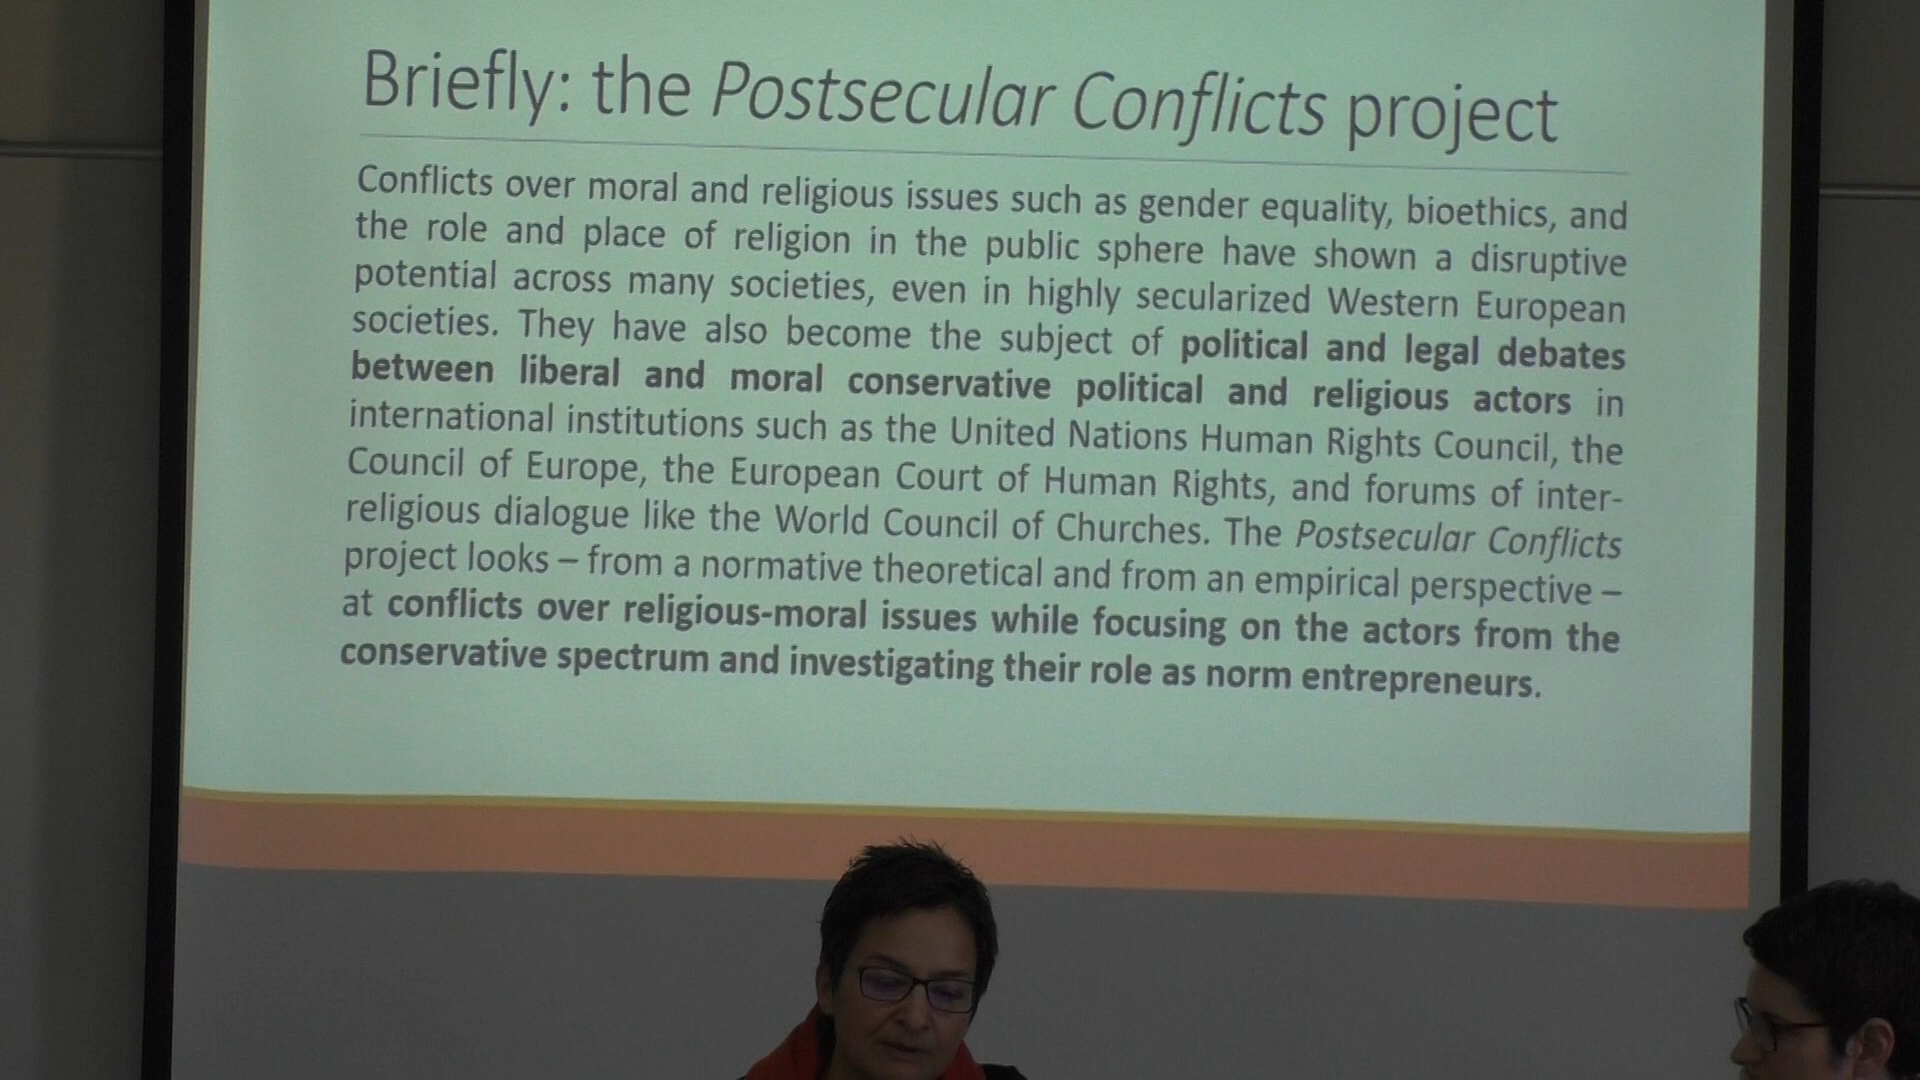 Briefly: the Postsecular Conflicts project
Conflicts over moral and religious issues such as gender equality, bioethics, and
the role and place of religion in the public sphere have shown a disruptive
potential across many societies, even in highly secularized Western European
societies. They have also become the subject of political and legal debates
between liberal and moral conservative political and religious actors in
international institutions such as the United Nations Human Rights Council, the
Council of Europe, the European Court of Human Rights, and forums of inter-
religious dialogue like the World Council of Churches. The Postsecular Conflicts
project looks – from a normative theoretical and from an empirical perspective –
at conflicts over religious-moral issues while focusing on the actors from the
conservative spectrum and investigating their role as norm entrepreneurs.